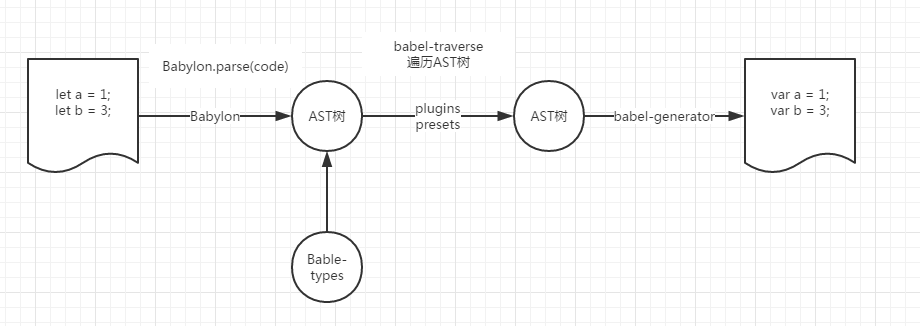 babel-traverse
遍历AST树
Babylon.parse(code)
let a = 1;
let b = 3;
Babylon
AST树
plugins
presets
AST树
babel-generator
var a = 1;
var b = 3;
Bable-
types